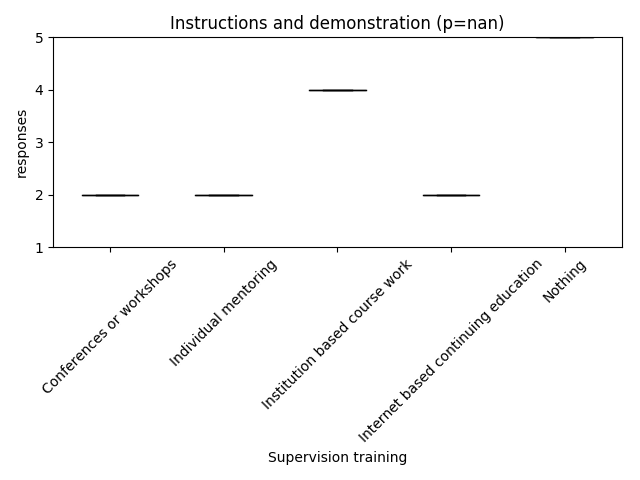 Instructions and demonstration (p=nan)
responses
5
4
3
2
1
Conferences or workshops
Individual mentoring
Institution based course work
Internet based continuing education
Nothing
Supervision training